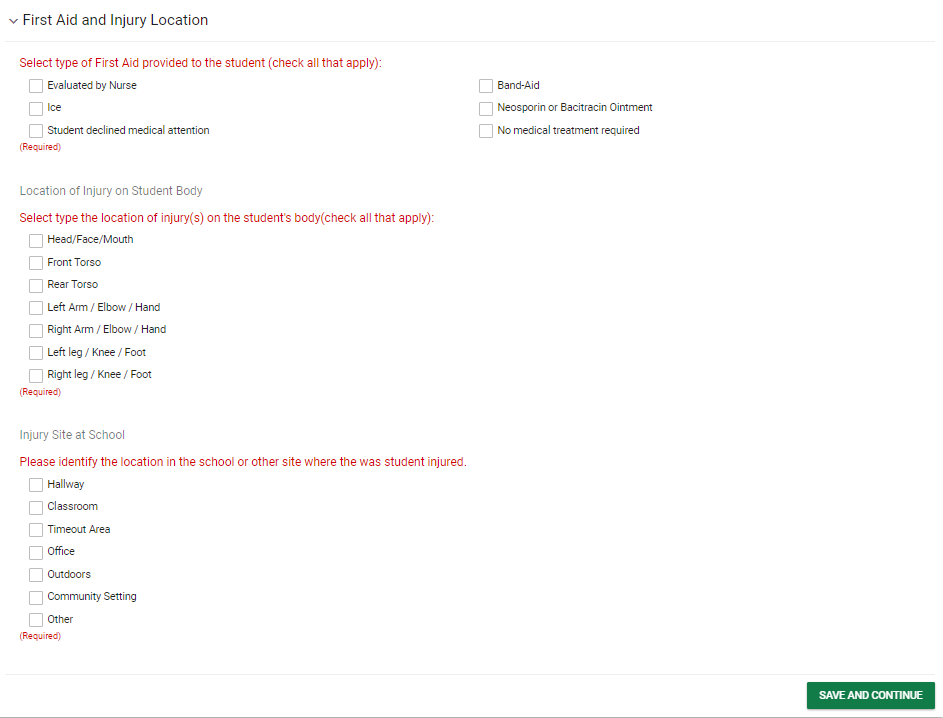 First Aid and Injury Location
Select type of First Aid provided to the student (check all that apply):
Evaluated by Nurse
Band-Aid
Ice
Neosporin or Bacitracin Ointment
Student declined medical attention
No medical treatment required
(Required)
Location of Injury on Student Body
Select type the location of injury(s) on the student's body(check all that apply):
Head/Face/Mouth
Front Torso
Rear Torso
Left Arm / Elbow / Hand
Right Arm / Elbow / Hand
Left leg / Knee / Foot
Right leg / Knee / Foot
(Required)
Injury Site at School
Please identify the location in the school or other site where the was student injured.
Hallway
Classroom
Timeout Area
Office
Outdoors
Community Setting
Other
(Required)
SAVE AND CONTINUE